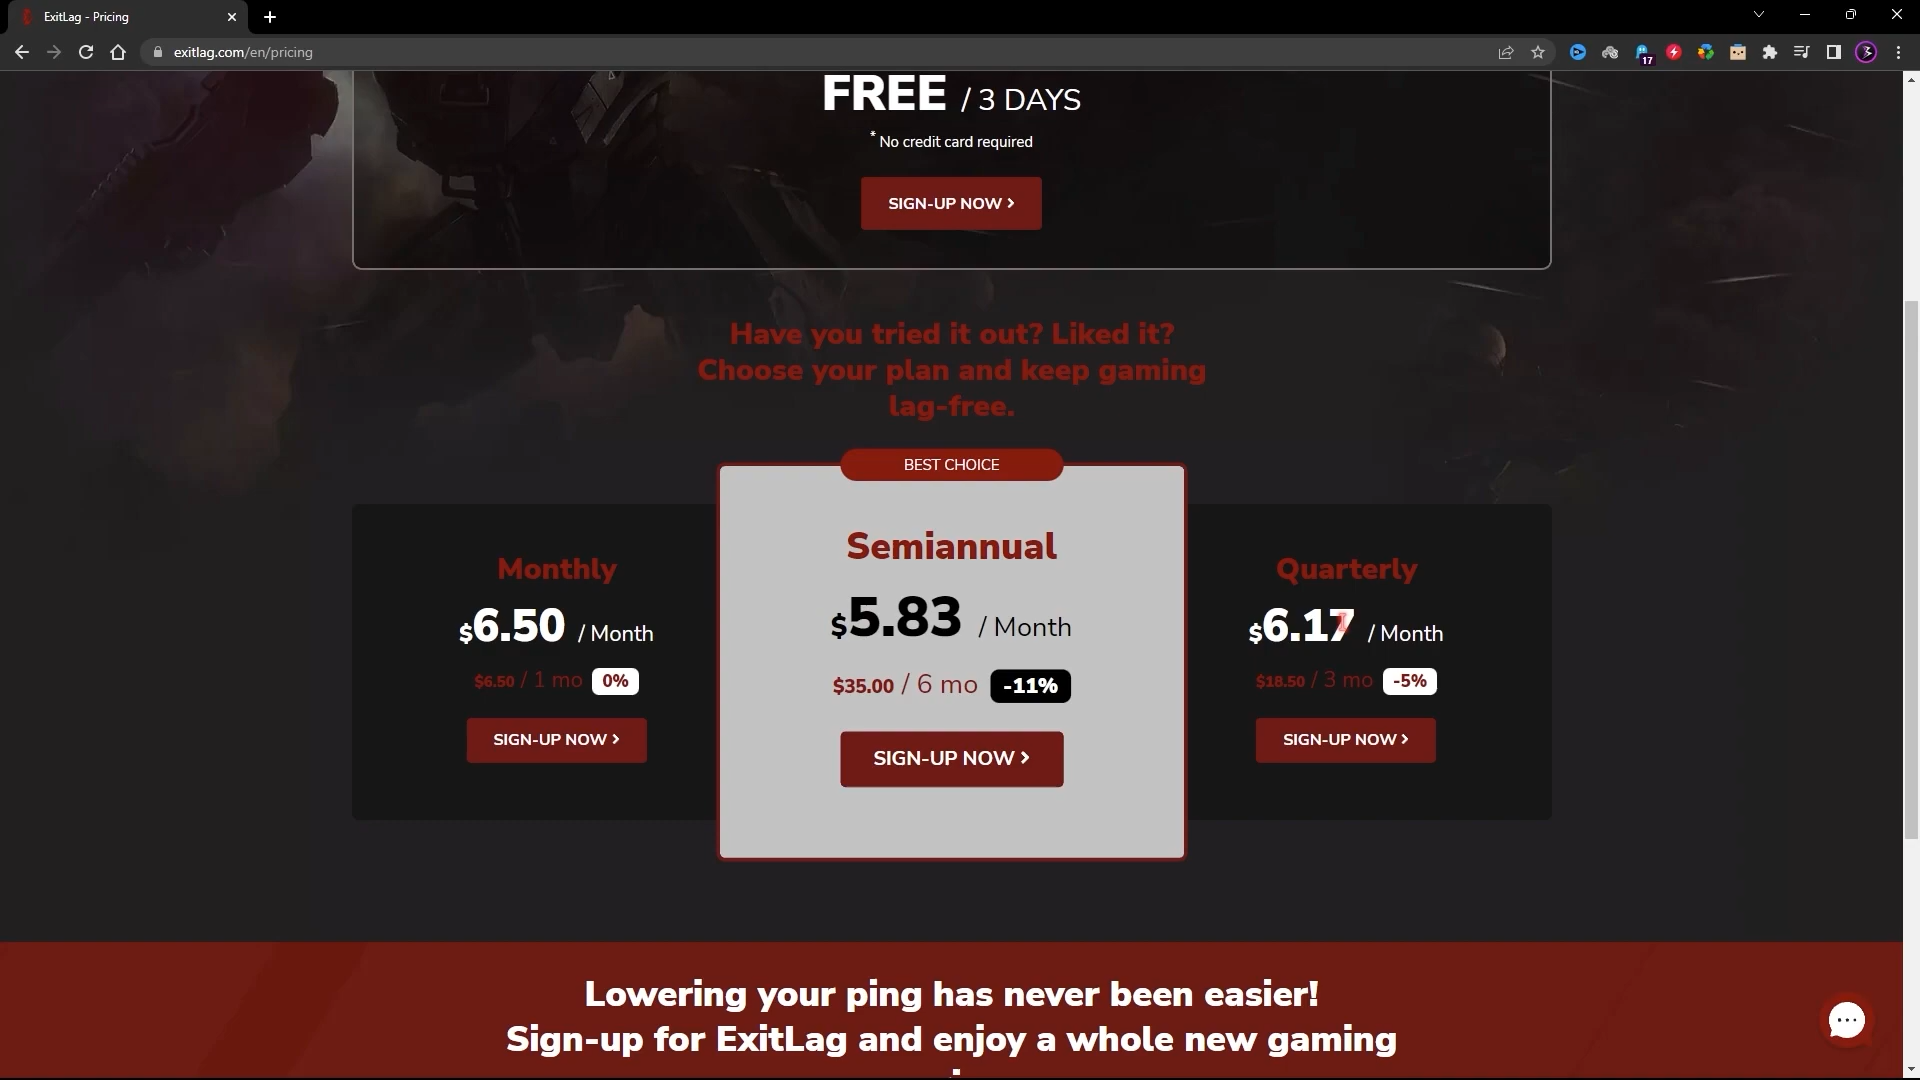 ExitLag - Pricing
exitlag.com/en/pricing
17
FREE / 3 DAYS
* No credit card required
SIGN-UP NOW >
Have you tried it out? Liked it?
Choose your plan and keep gaming
lag-free.
BEST CHOICE
Monthly
$6.50 / Month
$6.50 / 1 mo 0%
SIGN-UP NOW >
Semiannual
$5.83 / Month
$35.00 / 6 mo -11%
SIGN-UP NOW >
Quarterly
$6.17 / Month
$18.50 / 3 mo -5%
SIGN-UP NOW >
Lowering your ping has never been easier!
Sign-up for ExitLag and enjoy a whole new gaming